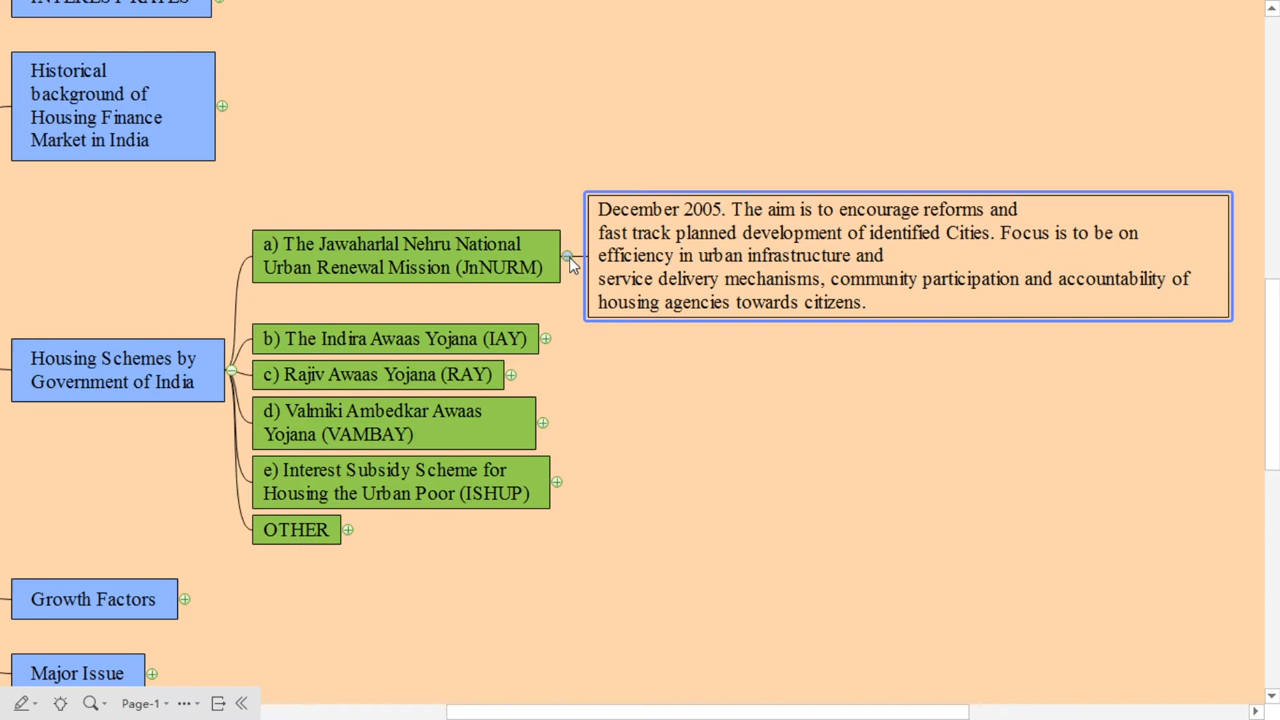 INTEREST RATES
Historical
background of
Housing Finance
Market in India
December 2005. The aim is to encourage reforms and
fast track planned development of identified Cities. Focus is to be on
efficiency in urban infrastructure and
service delivery mechanisms, community participation and accountability of
housing agencies towards citizens.
a) The Jawaharlal Nehru National
Urban Renewal Mission (JnNURM)
b) The Indira Awaas Yojana (IAY)
Housing Schemes by
Government of India
c) Rajiv Awaas Yojana (RAY)
d) Valmiki Ambedkar Awaas
Yojana (VAMBAY)
e) Interest Subsidy Scheme for
Housing the Urban Poor (ISHUP)
OTHER
Growth Factors
Major Issue
Page-1